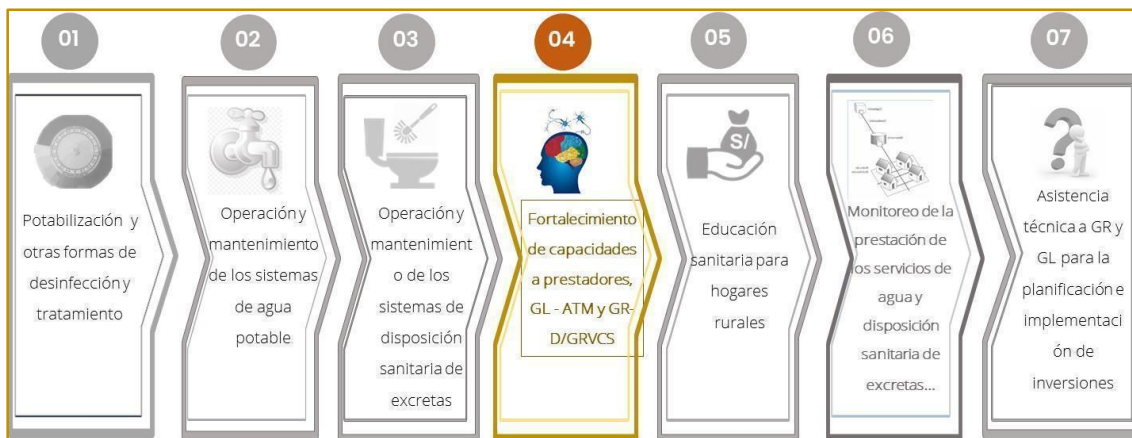 01
Potabilización y
otras formas de
desinfección y
tratamiento
02
Operación y
mantenimiento
de los sistemas
de agua
potable
03
Operación y
mantenimient
o de los
sistemas de
disposición
sanitaria de
excretas
04
Fortalecimiento
de capacidades
a prestadores,
GL - ATM y GR-
D/GRVCS
05
S/
Educación
sanitaria para
hogares
rurales
06
Monitoreo de la
prestación de
los servicios de
agua y
disposición
sanitaria de
excretas...
07
Asistencia
técnica a GR y
GL para la
planificación e
implementaci
ón de
inversiones